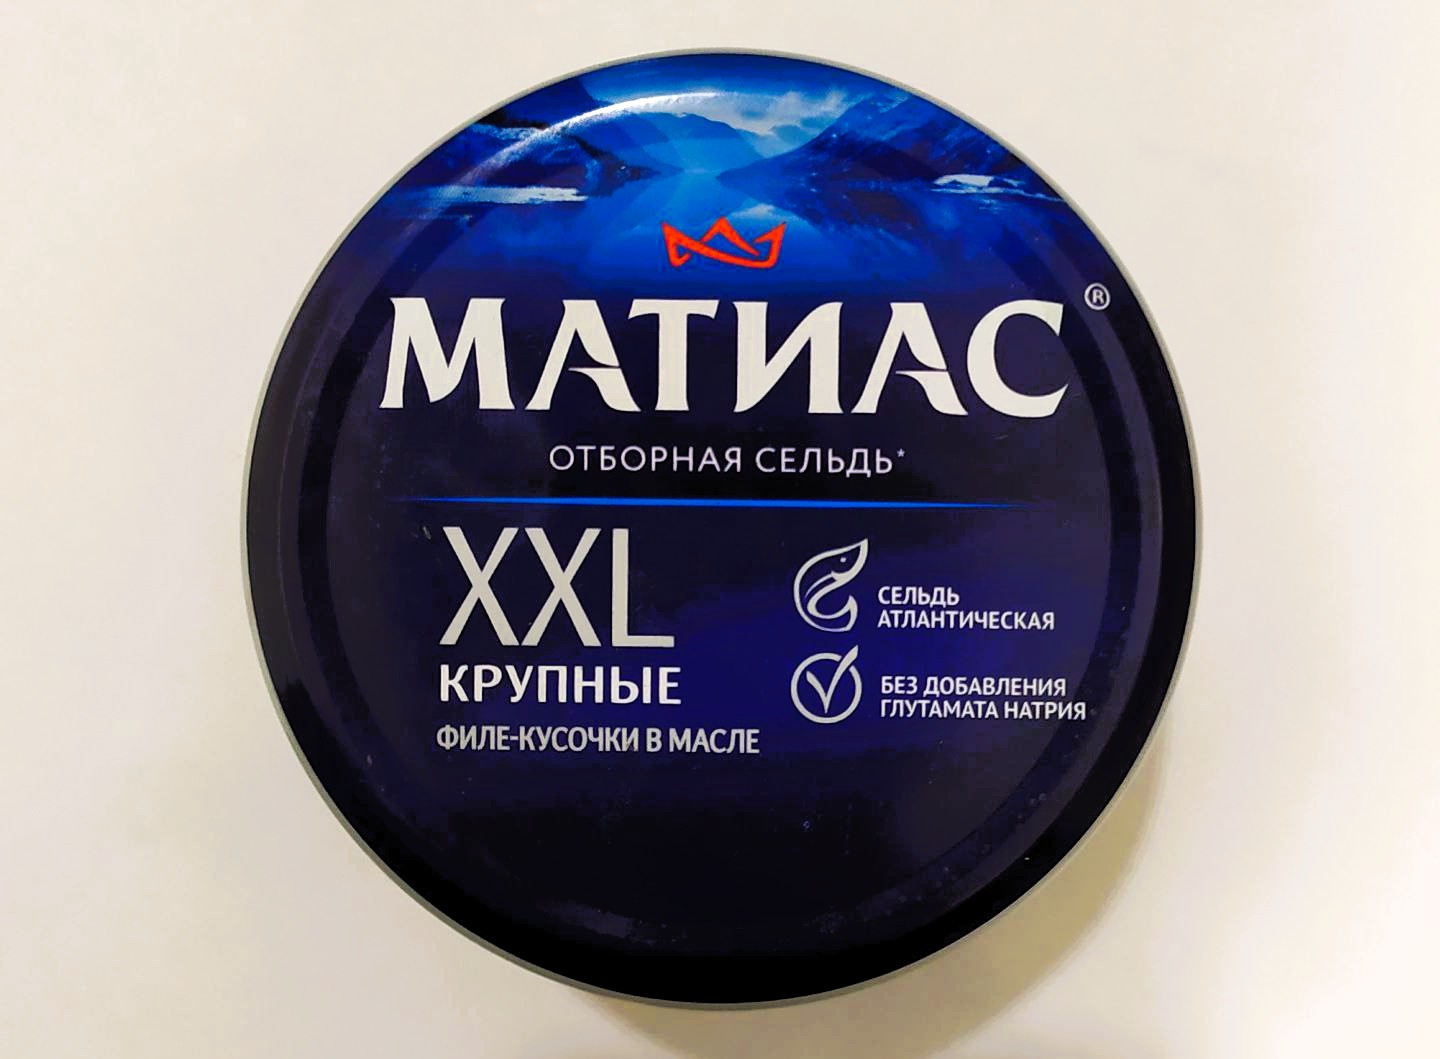 МАТИАС®
ОТБОРНАЯ СЕЛЬДЬ*
XXL
КРУПНЫЕ
ФИЛЕ-КУСОЧКИ В МАСЛЕ
СЕЛЬДЬ
АТЛАНТИЧЕСКАЯ
БЕЗ ДОБАВЛЕНИЯ
ГЛУТАМАТА НАТРИЯ